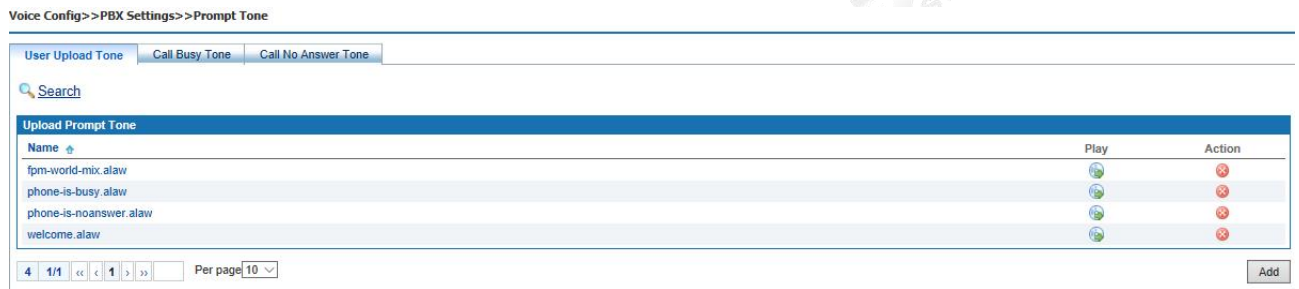 Voice Config>>PBX Settings>>Prompt Tone
User Upload Tone Call Busy Tone Call No Answer Tone
Search
Upload Prompt Tone
Name Play Action
fpm-world-mix.alaw
phone-is-busy.alaw
phone-is-noanswer.alaw
welcome.alaw
4 1/1 ‹‹ ‹ 1 › ›› Per page 10 Add